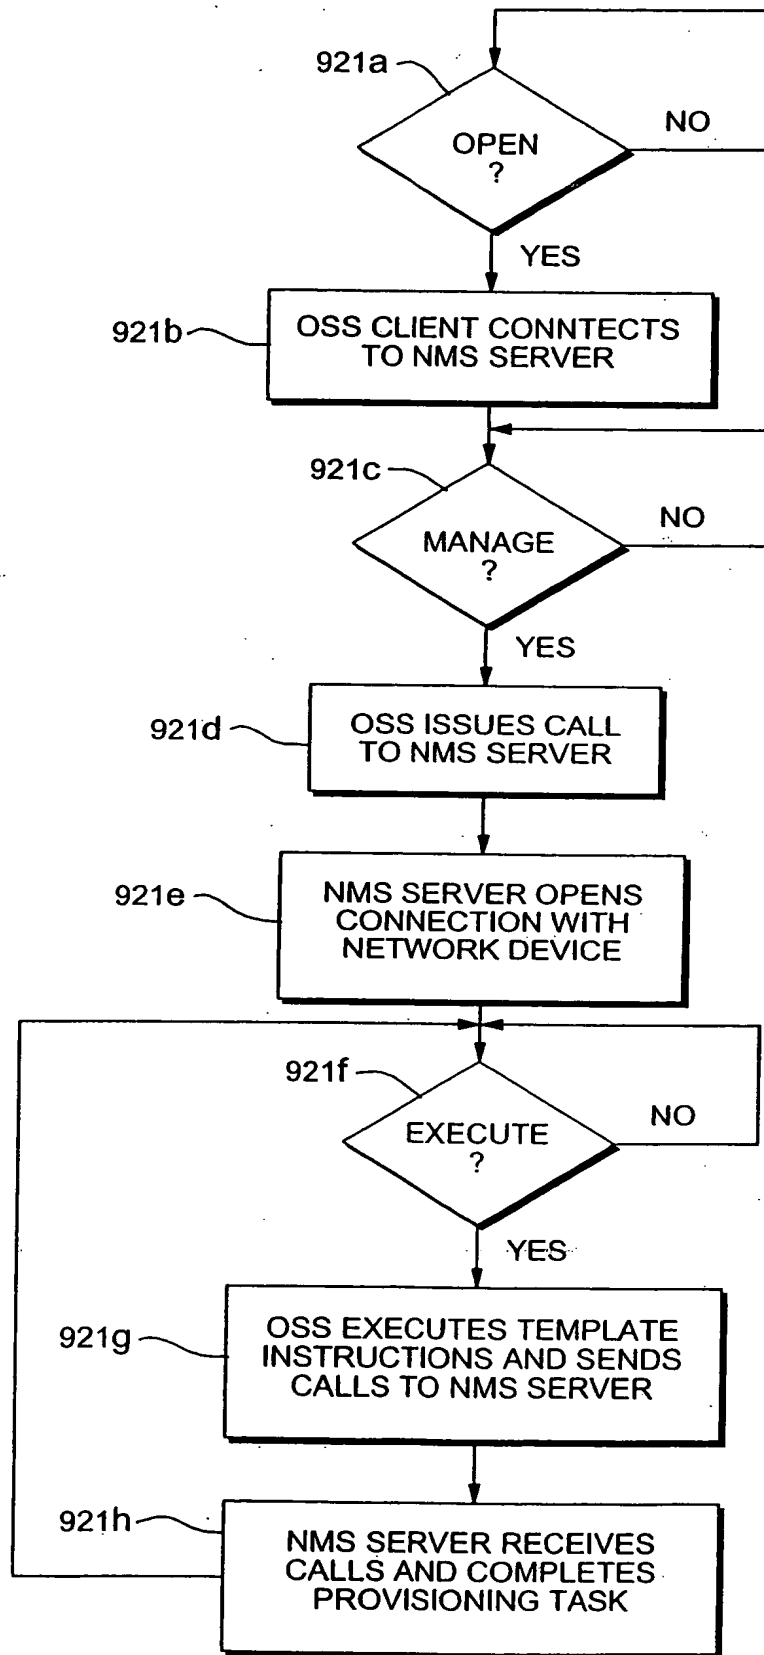 921a
OPEN
?
NO
YES
921b
OSS CLIENT CONNTECTS
TO NMS SERVER
921c
MANAGE
?
NO
YES
921d
OSS ISSUES CALL
TO NMS SERVER
921e
NMS SERVER OPENS
CONNECTION WITH
NETWORK DEVICE
921f
EXECUTE
?
NO
YES
921g
OSS EXECUTES TEMPLATE
INSTRUCTIONS AND SENDS
CALLS TO NMS SERVER
921h
NMS SERVER RECEIVES
CALLS AND COMPLETES
PROVISIONING TASK